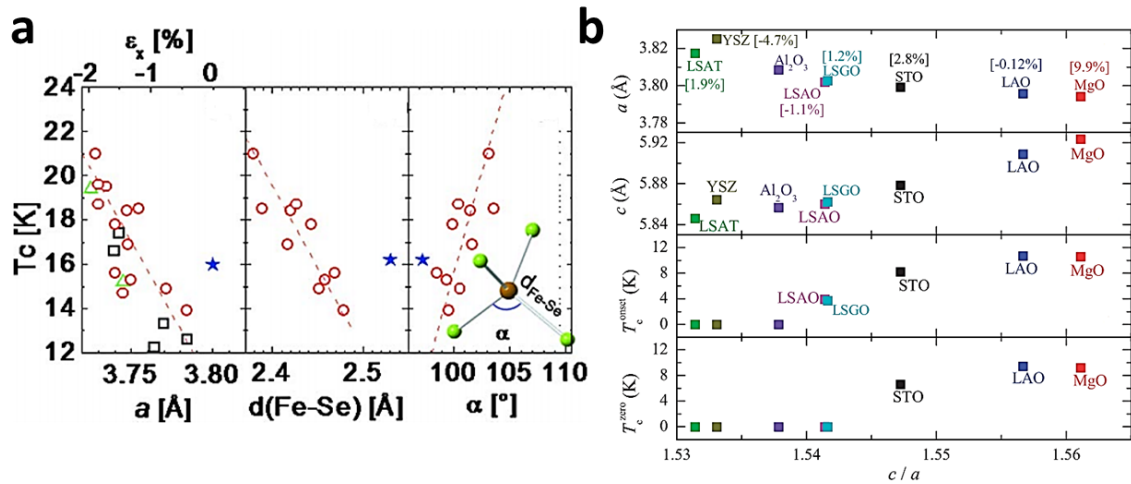 a
εx [%]
-2 -1 0
24
22
20
18
16
14
12
Tc [K]
3.75 3.80
a [Å]
2.4 2.5
d(Fe-Se) [Å]
100 105 110
α [°]
dFe-Se
α
b
3.82
3.80
3.78
a (Å)
YSZ [-4.7%]
LSAT
[1.9%]
Al2O3
LSAO
[-1.1%]
[1.2%]
LSGO
[2.8%]
STO
[-0.12%]
LAO
[9.9%]
MgO
5.92
5.88
5.84
c (Å)
LSAT
YSZ
Al2O3
LSAO
LSGO
STO
LAO
MgO
12
8
4
0
Tc onset (K)
LSAO
LSGO
STO
LAO
MgO
12
8
4
0
Tc zero (K)
STO
LAO
MgO
1.53 1.54 1.55 1.56
c / a